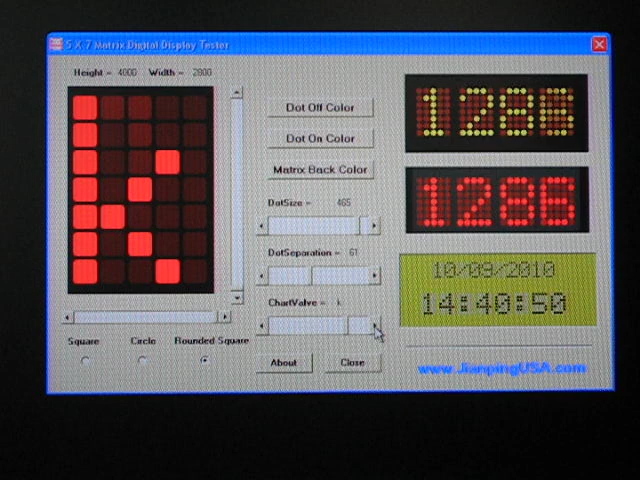 5 X 7 Matrix Digital Display Tester
Height = 4000 Width = 2800
Dot Off Color
Dot On Color
Matrix Back Color
DotSize = 465
DotSeparation = 61
ChartValve = k
Square Circle Rounded Square
About Close
k
1286
1286
10/09/2010
14:40:50
www.JianpingUSA.com